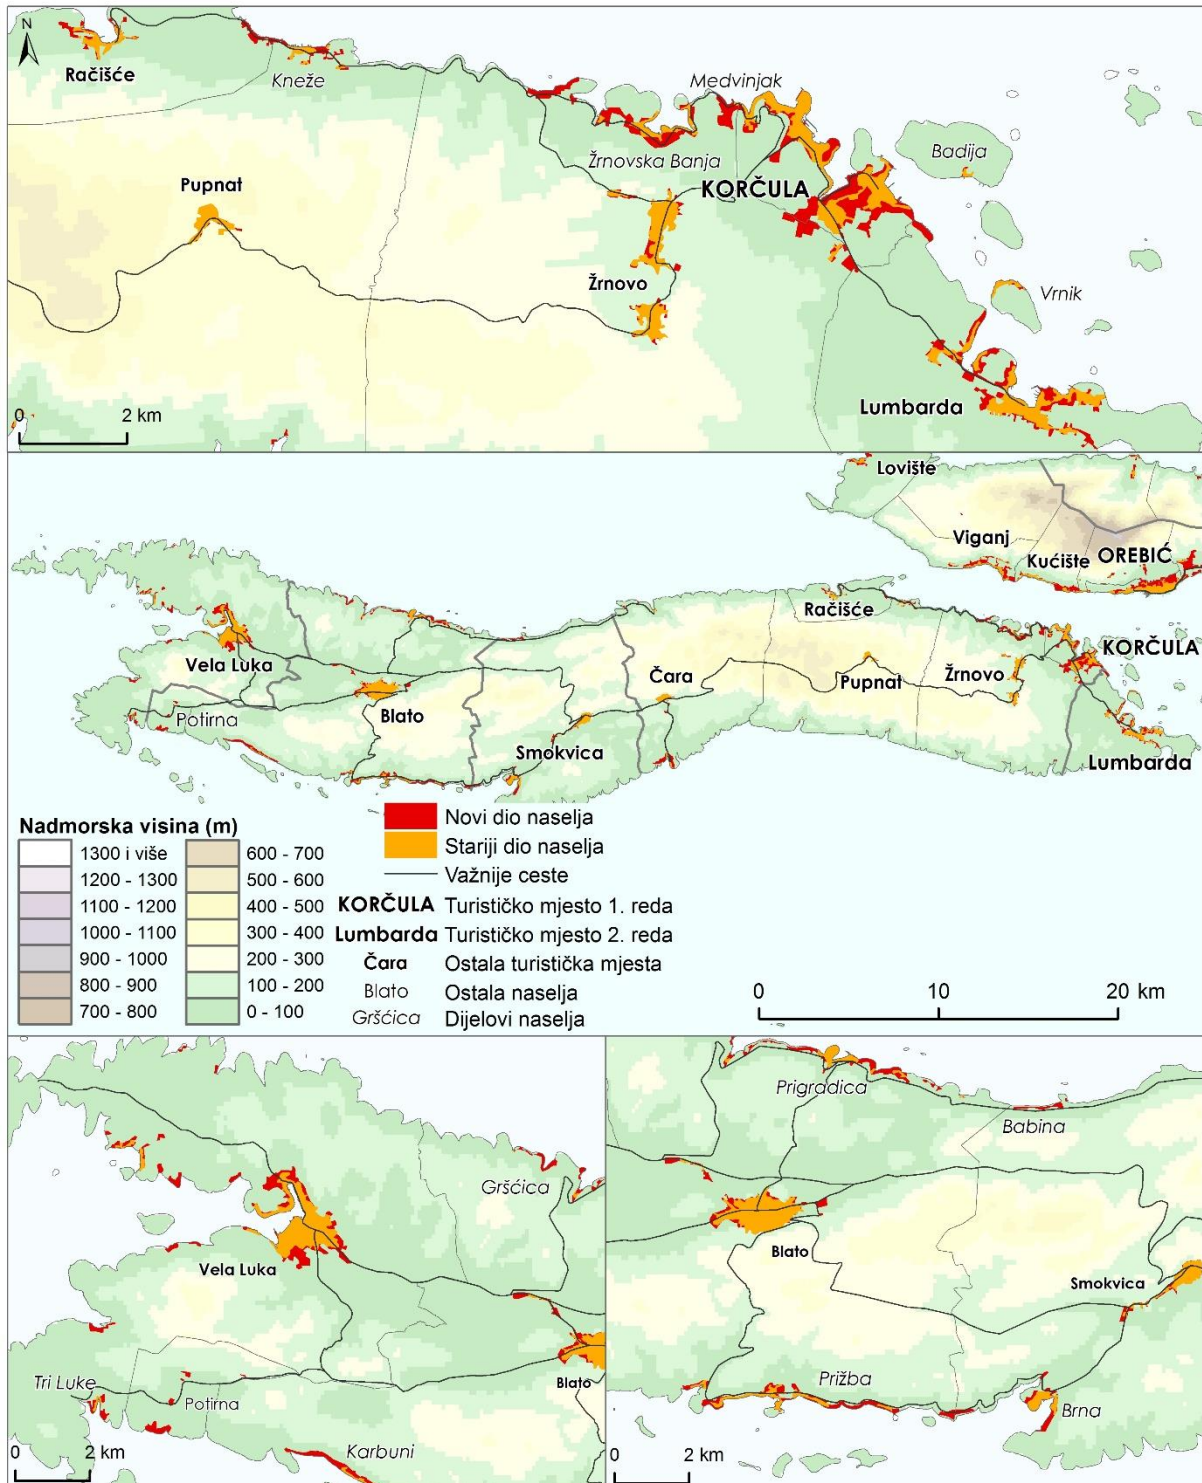 N
Račišće
Kneže
Medvinjak
Badija
Žrnovska Banja
Pupnat
KORČULA
Žrnovo
Vrnik
Lumbarda
0 2 km
Lovište
Viganj
Kućište
OREBIĆ
Račišće
KORČULA
Vela Luka
Čara
Pupnat
Žrnovo
Potirna
Blato
Smokvica
Lumbarda
Nadmorska visina (m)
1300 i više
1200 - 1300
1100 - 1200
1000 - 1100
900 - 1000
800 - 900
700 - 800
600 - 700
500 - 600
400 - 500
300 - 400
200 - 300
100 - 200
0 - 100
Novi dio naselja
Stariji dio naselja
Važnije ceste
KORČULA Turističko mjesto 1. reda
Lumbarda Turističko mjesto 2. reda
Čara Ostala turistička mjesta
Blato Ostala naselja
Gršćica Dijelovi naselja
0 10 20 km
Gršćica
Vela Luka
Tri Luke
Potirna
Blato
Karbuni
0 2 km
Prigradica
Babina
Blato
Smokvica
Prižba
Brna
0 2 km